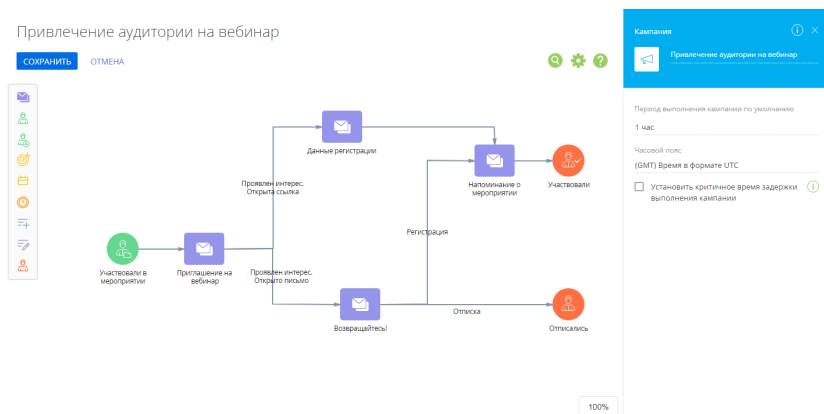 Привлечение аудитории на вебинар
СОХРАНИТЬ
ОТМЕНА
Данные регистрации
Проявлен интерес.
Открыта ссылка
Напоминание о
мероприятии
Участвовали
Регистрация
Участвовали в
мероприятии
Приглашение на
вебинар
Проявлен интерес.
Открыто письмо
Возвращайтесь!
Отписка
Отписались
100%
Кампания
Привлечение аудитории на вебинар
Период выполнения кампании по умолчанию
1 час
Часовой пояс
(GMT) Время в формате UTC
Установить критичное время задержки
выполнения кампании